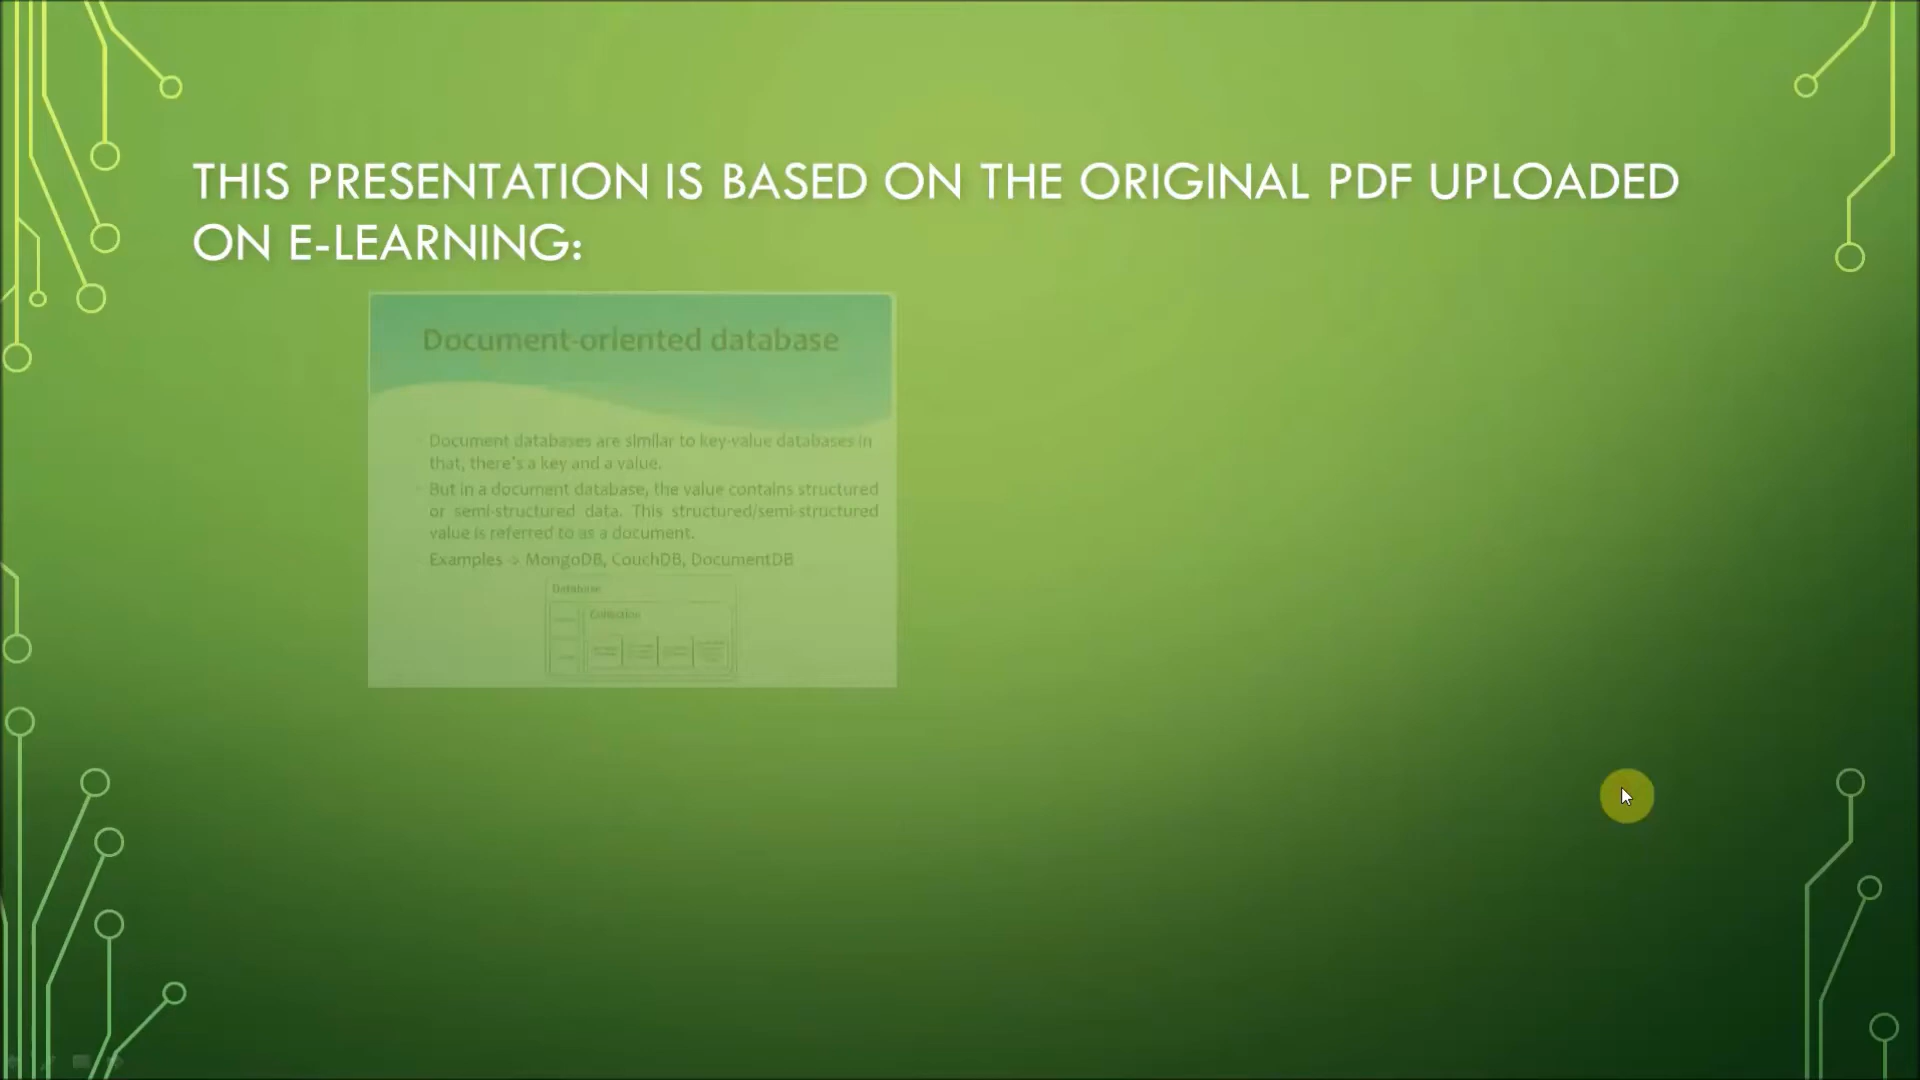 THIS PRESENTATION IS BASED ON THE ORIGINAL PDF UPLOADED
ON E-LEARNING:
Document-oriented database
Document databases are similar to key-value databases in
that, there's a key and a value.
But in a document database, the value contains structured
or semi-structured data. This structured/semi-structured
value is referred to as a document.
Examples -> MongoDB, CouchDB, DocumentDB
Database
Collection